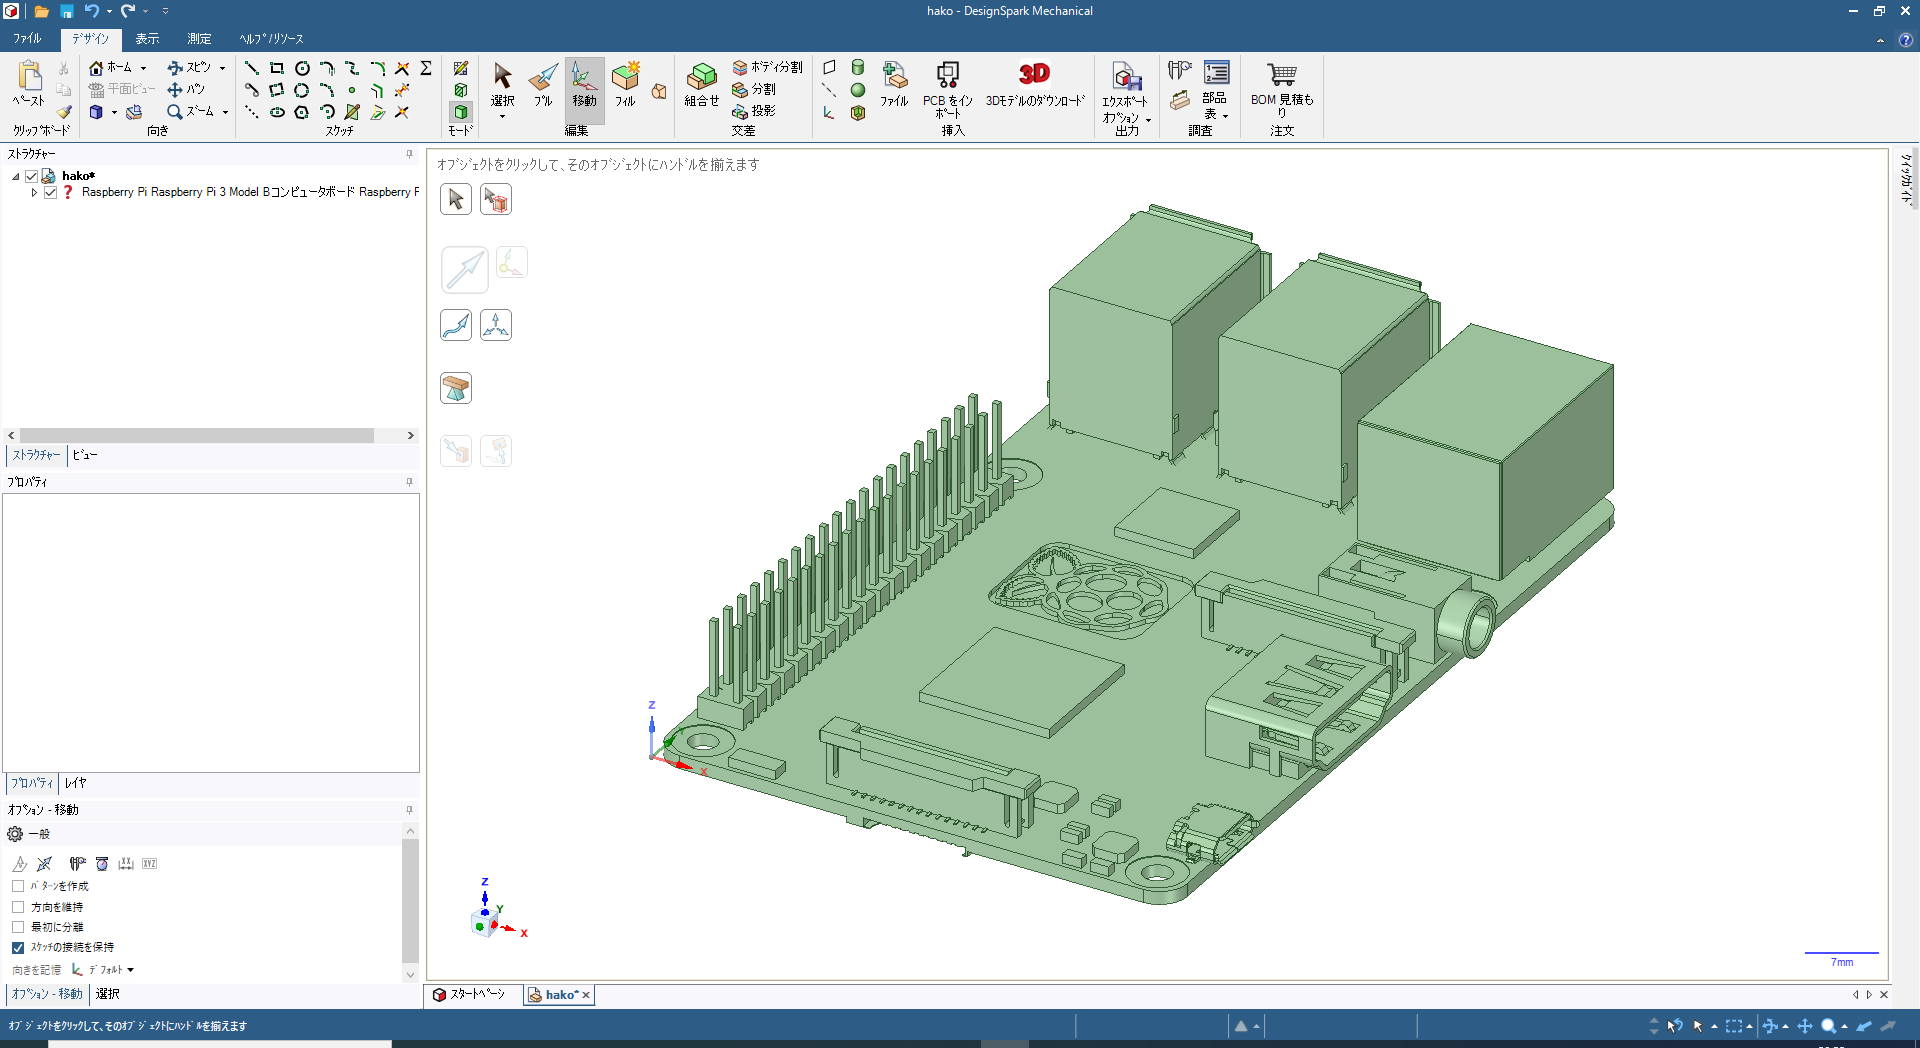 hako - DesignSpark Mechanical
ファイル デザイン 表示 測定 ヘルプ/リソース
ペースト
クリップボード
ホーム
平面ビュー
スピン
パン
ズーム
向き
スケッチ
モード
選択
プル
移動
フィル
編集
組合せ
ボディ分割
分割
投影
交差
ファイル
PCB をイン
ポート
3Dモデルのダウンロード
挿入
エクスポート
オプション
出力
部品
表
調査
BOM 見積も
り
注文
ストラクチャー
hako*
Raspberry Pi Raspberry Pi 3 Model Bコンピュータボード Raspberry F
ストラクチャー ビュー
プロパティ
プロパティ レイヤ
オプション - 移動
一般
XYZ
パターンを作成
方向を維持
最初に分離
スケッチの接続を保持
向きを記憶 デフォルト
オプション - 移動 選択
オブジェクトをクリックして、そのオブジェクトにハンドルを揃えます
Z
X
Z
Y
X
7mm
クイックガイド
スタートページ hako*
オブジェクトをクリックして、そのオブジェクトにハンドルを揃えます